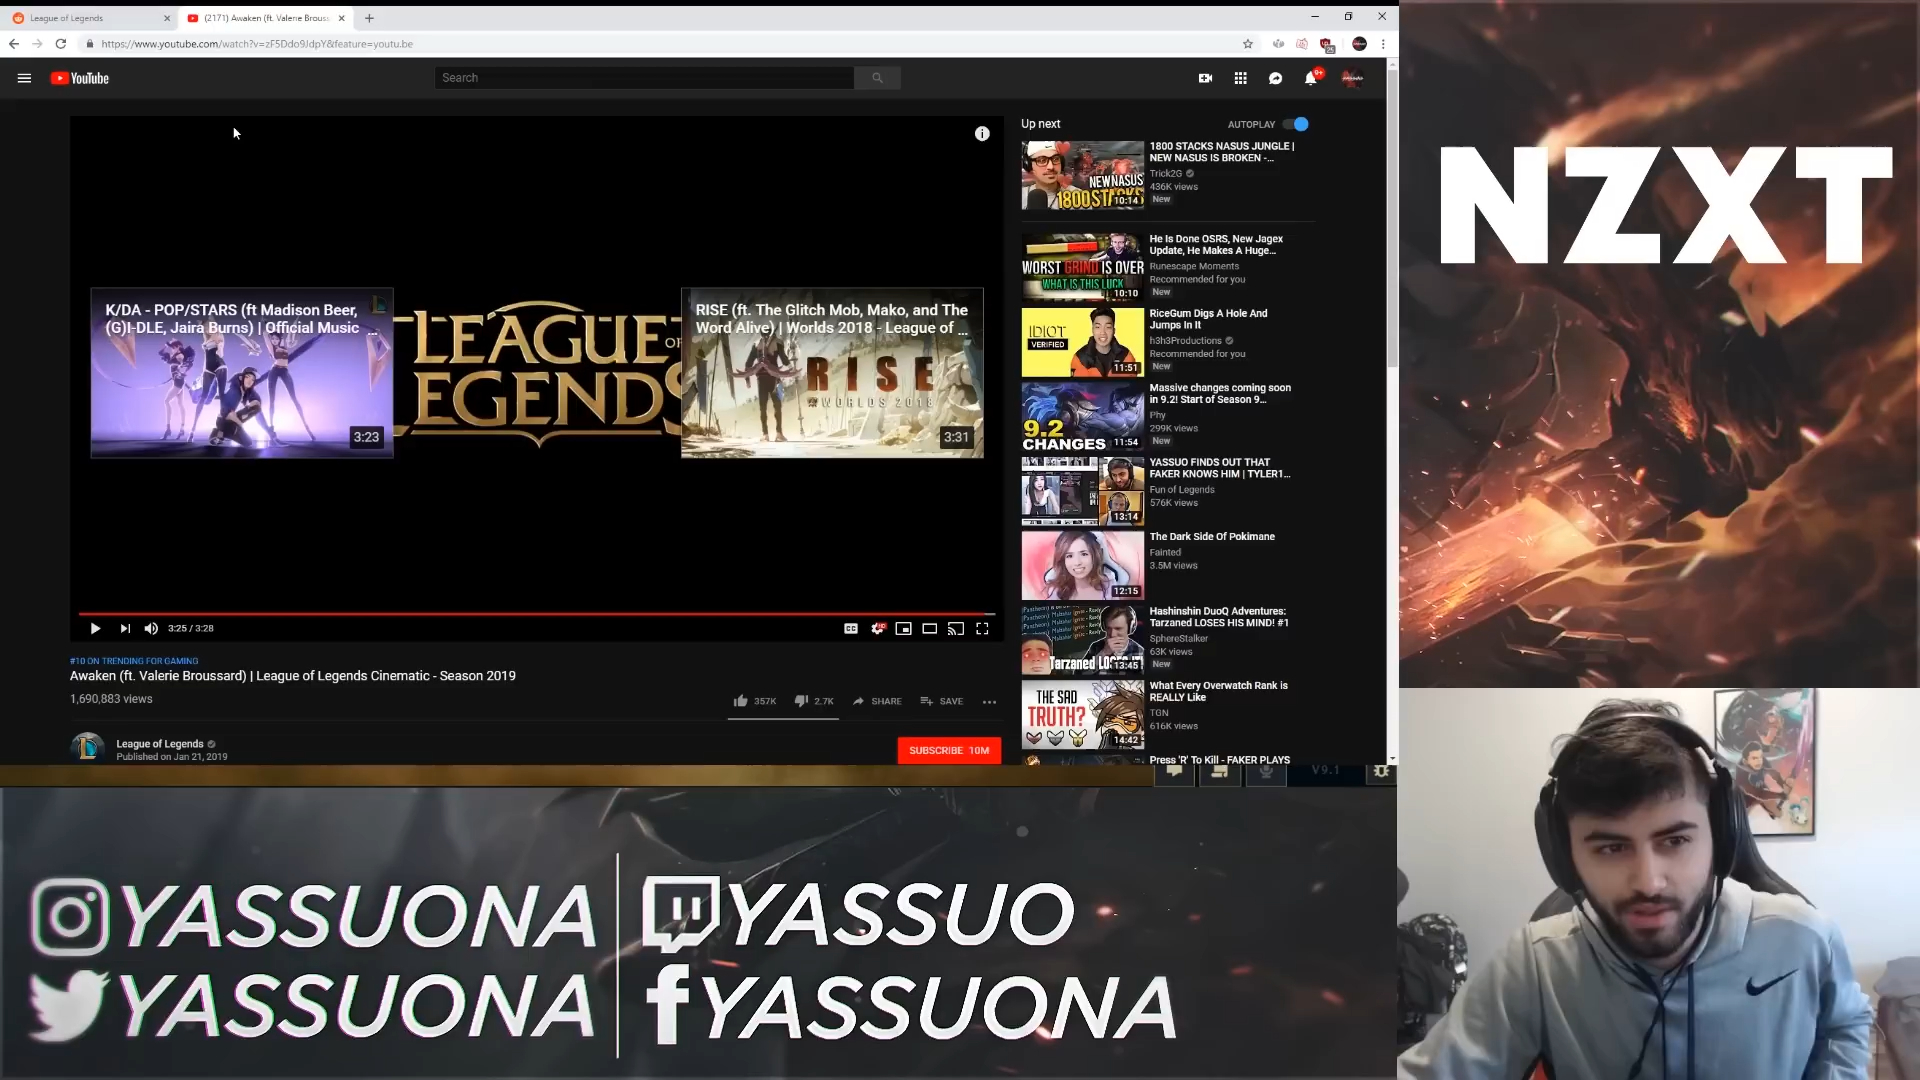 League of Legends
(2171) Awaken (ft. Valerie Brouss
https://www.youtube.com/watch?v=zF5Ddo9JdpY&feature=youtu.be
YouTube
Search
9+
Up next
AUTOPLAY
K/DA - POP/STARS (ft Madison Beer,
(G)I-DLE, Jaira Burns) | Official Music ...
3:23
LEAGUE OF
LEGENDS
RISE (ft. The Glitch Mob, Mako, and The
Word Alive) | Worlds 2018 - League of ...
RISE
WORLDS 2018
3:31
3:25 / 3:28
#10 ON TRENDING FOR GAMING
Awaken (ft. Valerie Broussard) | League of Legends Cinematic - Season 2019
1,690,883 views
357K
2.7K
SHARE
SAVE
League of Legends
Published on Jan 21, 2019
SUBSCRIBE 10M
NEW NASUS
1800 STACKS
10:14
1800 STACKS NASUS JUNGLE |
NEW NASUS IS BROKEN -...
Trick2G
436K views
New
WORST GRIND IS OVER
WHAT IS THIS LUCK
10:10
He Is Done OSRS, New Jagex
Update, He Makes A Huge...
Runescape Moments
Recommended for you
New
IDIOT
VERIFIED
11:51
RiceGum Digs A Hole And
Jumps In It
h3h3Productions
Recommended for you
New
9.2
CHANGES
11:54
Massive changes coming soon
in 9.2! Start of Season 9...
Phy
299K views
New
13:14
YASSUO FINDS OUT THAT
FAKER KNOWS HIM | TYLER1...
Fun of Legends
576K views
12:15
The Dark Side Of Pokimane
Fainted
3.5M views
Tarzaned LOSES IT!
13:45
Hashinshin DuoQ Adventures:
Tarzaned LOSES HIS MIND! #1
SphereStalker
63K views
New
THE SAD
TRUTH?
14:42
What Every Overwatch Rank is
REALLY Like
TGN
616K views
Press 'R' To Kill - FAKER PLAYS
V9.1
NZXT
YASSUONA
YASSUO
YASSUONA
YASSUONA